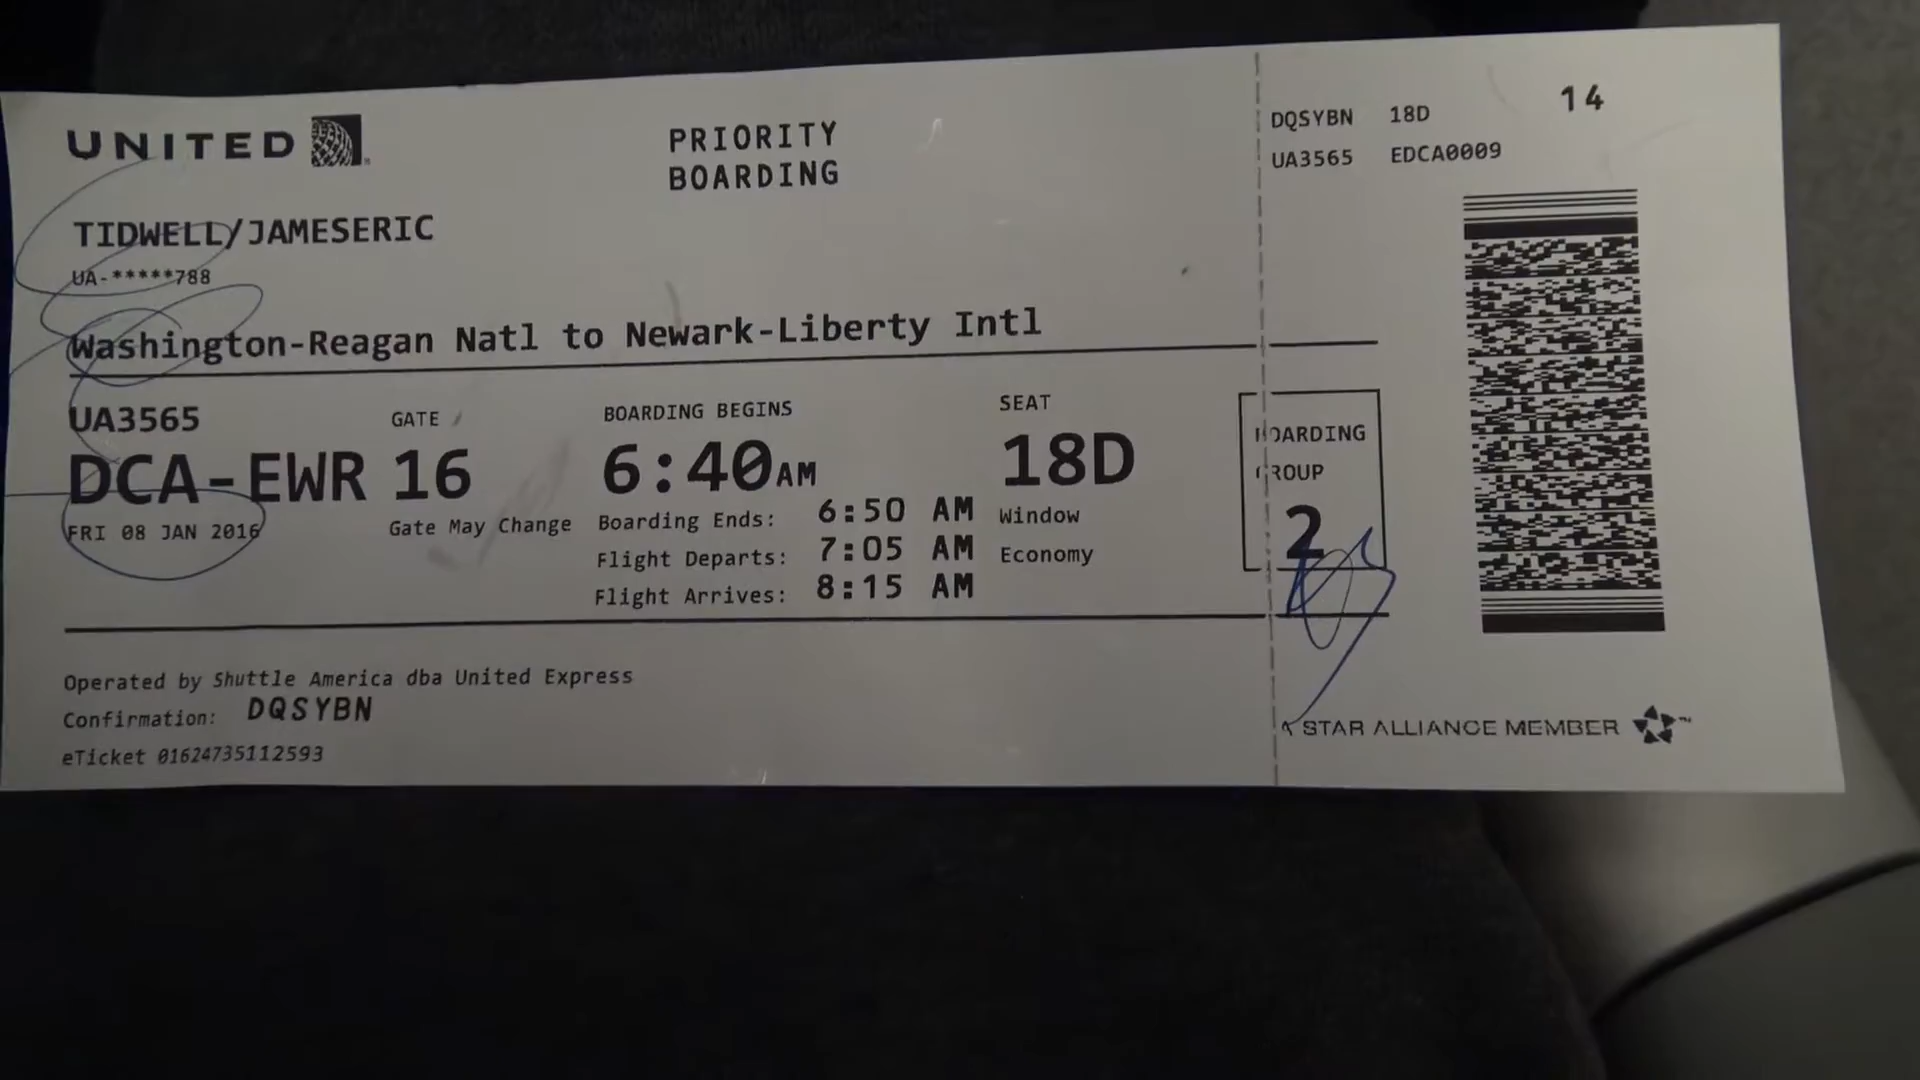 UNITED
PRIORITY
BOARDING
TIDWELL/JAMESERIC
UA-*****788
Washington-Reagan Natl to Newark-Liberty Intl
UA3565
DCA-EWR
FRI 08 JAN 2016
GATE
16
Gate May Change
BOARDING BEGINS
6:40AM
Boarding Ends: 6:50 AM
Flight Departs: 7:05 AM
Flight Arrives: 8:15 AM
SEAT
18D
Window
Economy
BOARDING
GROUP
2
Operated by Shuttle America dba United Express
Confirmation: DQSYBN
eTicket 01624735112593
DQSYBN 18D 14
UA3565 EDCA0009
A STAR ALLIANCE MEMBER ™